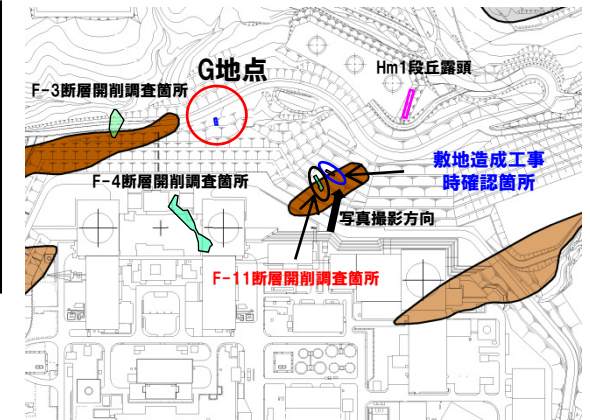 G地点
Hm1段丘露頭
F-3断層開削調査箇所
敷地造成工事
時確認箇所
F-4断層開削調査箇所
写真撮影方向
F-11断層開削調査箇所